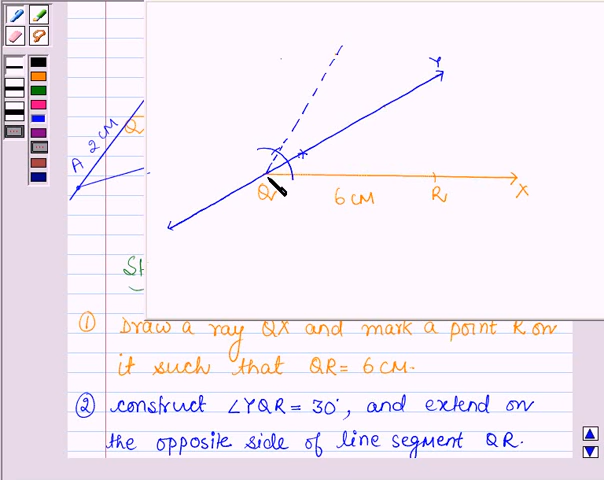 Y
A 2 CM
Q
Q 6 CM R X
St
① Draw a ray QX and mark a point R on
it such that QR = 6 CM.
② construct ∠YQR = 30°, and extend on
the opposite side of line segment QR.